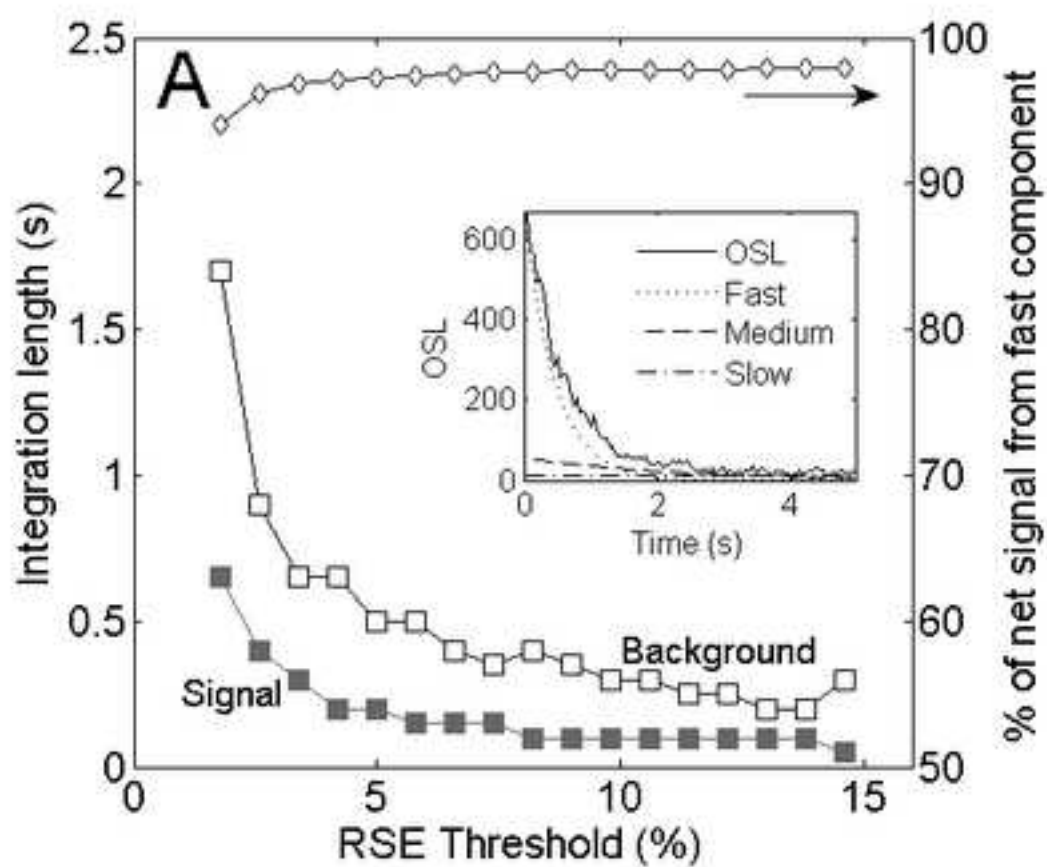 A
2.5
2
1.5
1
0.5
0
Integration length (s)
0
5
10
15
RSE Threshold (%)
100
90
80
70
60
50
% of net signal from fast component
Signal
Background
600
400
200
0
OSL
0
2
4
Time (s)
OSL
Fast
Medium
Slow